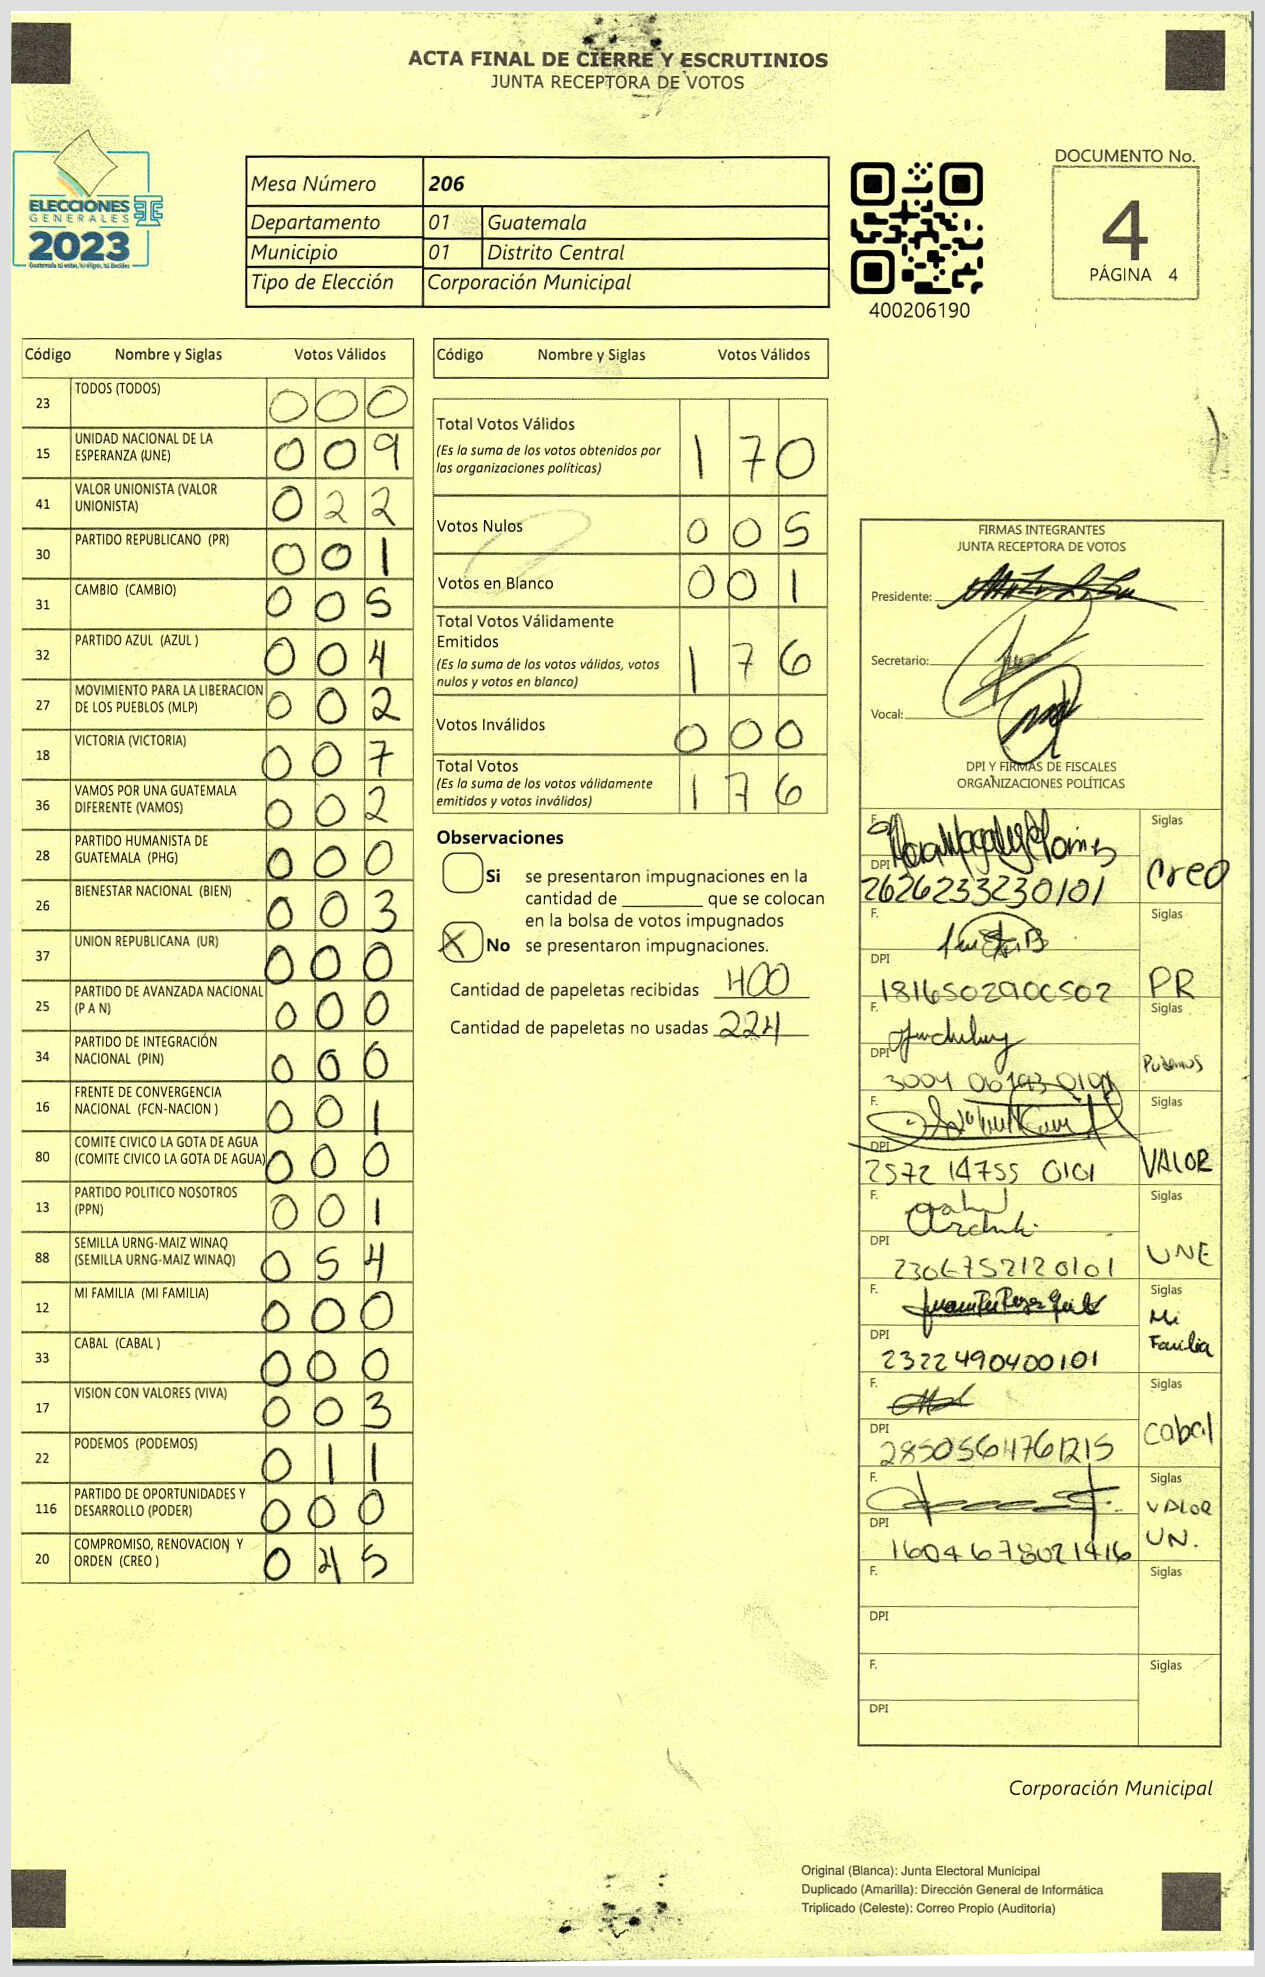 ACTA FINAL DE CIERRE Y ESCRUTINIOS
JUNTA RECEPTORA DE VOTOS
ELECCIONES
GENERALES
2023
Guatemala tú votas, tú eliges, tú decides
Mesa Número 206
Departamento 01 Guatemala
Municipio 01 Distrito Central
Tipo de Elección Corporación Municipal
400206190
DOCUMENTO No.
4
PÁGINA 4
Código Nombre y Siglas Votos Válidos
23 TODOS (TODOS) 0 0 0
15 UNIDAD NACIONAL DE LA ESPERANZA (UNE) 0 0 9
41 VALOR UNIONISTA (VALOR UNIONISTA) 0 2 2
30 PARTIDO REPUBLICANO (PR) 0 0 1
31 CAMBIO (CAMBIO) 0 0 5
32 PARTIDO AZUL (AZUL ) 0 0 4
27 MOVIMIENTO PARA LA LIBERACION DE LOS PUEBLOS (MLP) 0 0 2
18 VICTORIA (VICTORIA) 0 0 7
36 VAMOS POR UNA GUATEMALA DIFERENTE (VAMOS) 0 0 2
28 PARTIDO HUMANISTA DE GUATEMALA (PHG) 0 0 0
26 BIENESTAR NACIONAL (BIEN) 0 0 3
37 UNION REPUBLICANA (UR) 0 0 0
25 PARTIDO DE AVANZADA NACIONAL (P A N) 0 0 0
34 PARTIDO DE INTEGRACIÓN NACIONAL (PIN) 0 0 0
16 FRENTE DE CONVERGENCIA NACIONAL (FCN-NACION ) 0 0 1
80 COMITE CIVICO LA GOTA DE AGUA (COMITE CIVICO LA GOTA DE AGUA) 0 0 0
13 PARTIDO POLITICO NOSOTROS (PPN) 0 0 1
88 SEMILLA URNG-MAIZ WINAQ (SEMILLA URNG-MAIZ WINAQ) 0 5 4
12 MI FAMILIA (MI FAMILIA) 0 0 0
33 CABAL (CABAL ) 0 0 0
17 VISION CON VALORES (VIVA) 0 0 3
22 PODEMOS (PODEMOS) 0 1 1
116 PARTIDO DE OPORTUNIDADES Y DESARROLLO (PODER) 0 0 0
20 COMPROMISO, RENOVACION Y ORDEN (CREO ) 0 4 5
Código Nombre y Siglas Votos Válidos
Total Votos Válidos 1 7 0
(Es la suma de los votos obtenidos por
las organizaciones políticas)
Votos Nulos 0 0 5
Votos en Blanco 0 0 1
Total Votos Válidamente
Emitidos 1 7 6
(Es la suma de los votos válidos, votos
nulos y votos en blanco)
Votos Inválidos 0 0 0
Total Votos 1 7 6
(Es la suma de los votos válidamente
emitidos y votos inválidos)
Observaciones
Si se presentaron impugnaciones en la
cantidad de ________ que se colocan
en la bolsa de votos impugnados
X No se presentaron impugnaciones.
Cantidad de papeletas recibidas 400
Cantidad de papeletas no usadas 224
FIRMAS INTEGRANTES
JUNTA RECEPTORA DE VOTOS
Presidente:
Secretario:
Vocal:
DPI Y FIRMAS DE FISCALES
ORGANIZACIONES POLÍTICAS
F. Siglas
DPI 2626233230101 Creo
F. Siglas
DPI 1816502900502 PR
F. Siglas
DPI Podemos
F. Siglas
DPI 2572 14755 0101 VALOR
F. Siglas
DPI 2306752120101 UNE
F. Siglas
DPI 2322490400101 Mi Familia
F. Siglas
DPI 2850564761215 Cabal
F. Siglas
DPI 1604678021416 VALOR UN.
F. Siglas
DPI
F. Siglas
DPI
Corporación Municipal
Original (Blanca): Junta Electoral Municipal
Duplicado (Amarilla): Dirección General de Informática
Triplicado (Celeste): Correo Propio (Auditoría)